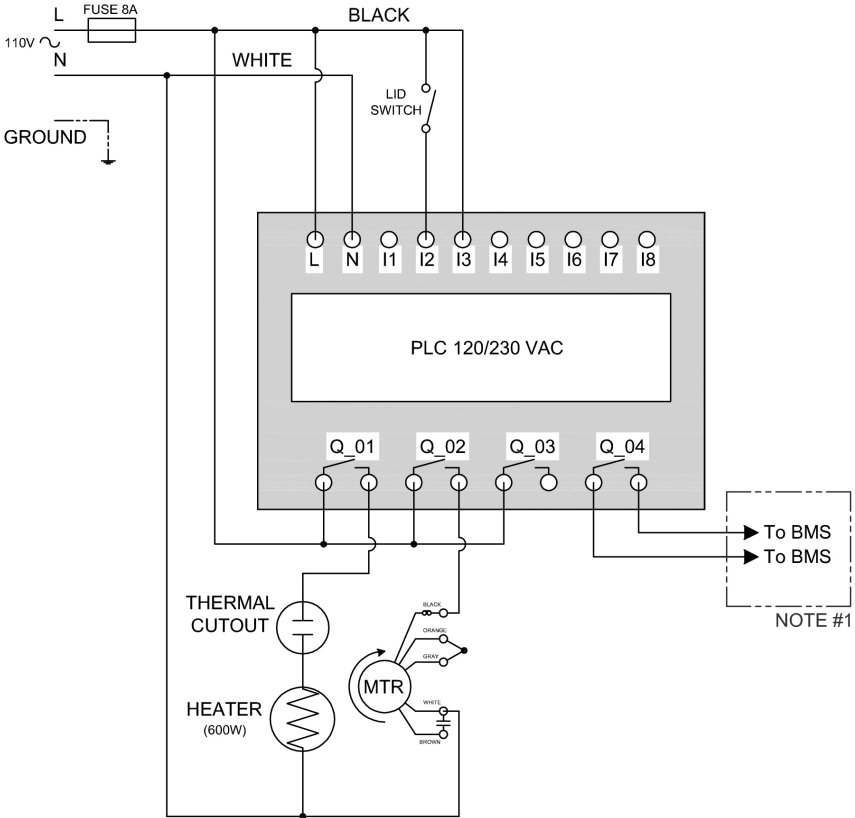 L
FUSE 8A
BLACK
110V
N
WHITE
LID
SWITCH
GROUND
L N I1 I2 I3 I4 I5 I6 I7 I8
PLC 120/230 VAC
Q_01 Q_02 Q_03 Q_04
To BMS
To BMS
NOTE #1
THERMAL
CUTOUT
BLACK
ORANGE
GRAY
MTR
HEATER
(600W)
WHITE
BROWN